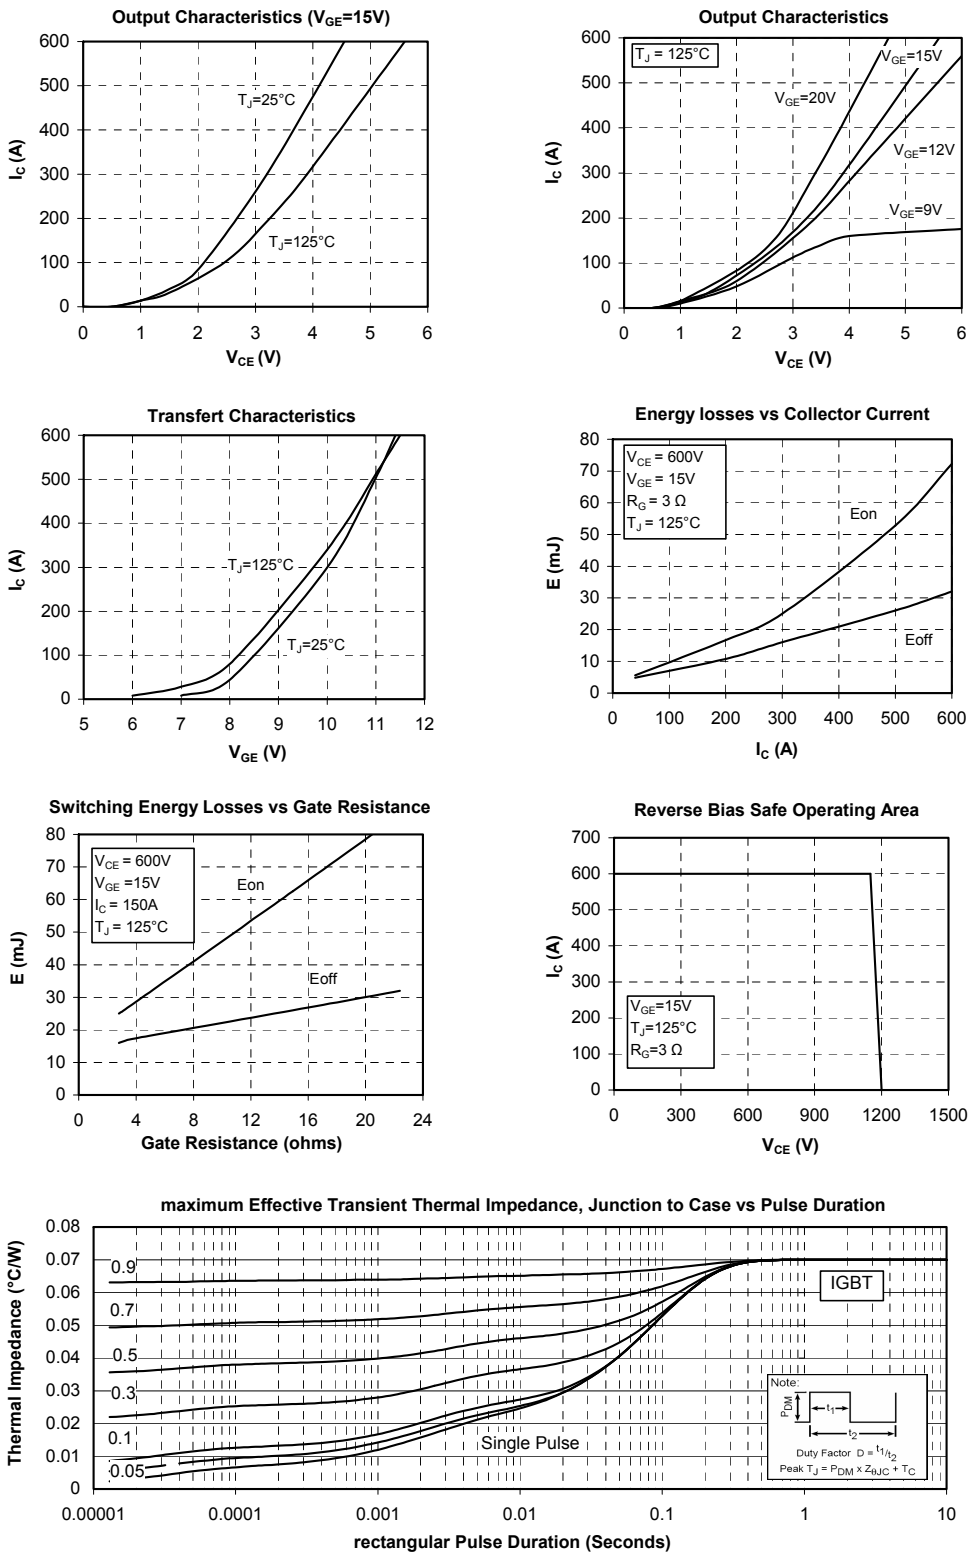 Output Characteristics (VGE=15V)
600
500
400
300
200
100
0
IC (A)
TJ=25°C
TJ=125°C
0 1 2 3 4 5 6
VCE (V)
Output Characteristics
600
500
400
300
200
100
0
IC (A)
TJ = 125°C
VGE=15V
VGE=20V
VGE=12V
VGE=9V
0 1 2 3 4 5 6
VCE (V)
Transfert Characteristics
600
500
400
300
200
100
0
IC (A)
TJ=125°C
TJ=25°C
5 6 7 8 9 10 11 12
VGE (V)
Energy losses vs Collector Current
80
70
60
50
40
30
20
10
0
E (mJ)
VCE = 600V
VGE = 15V
RG = 3 Ω
TJ = 125°C
Eon
Eoff
0 100 200 300 400 500 600
IC (A)
Switching Energy Losses vs Gate Resistance
80
70
60
50
40
30
20
10
0
E (mJ)
VCE = 600V
VGE =15V
IC = 150A
TJ = 125°C
Eon
Eoff
0 4 8 12 16 20 24
Gate Resistance (ohms)
Reverse Bias Safe Operating Area
700
600
500
400
300
200
100
0
IC (A)
VGE=15V
TJ=125°C
RG=3 Ω
0 300 600 900 1200 1500
VCE (V)
maximum Effective Transient Thermal Impedance, Junction to Case vs Pulse Duration
0.08
0.07
0.06
0.05
0.04
0.03
0.02
0.01
0
Thermal Impedance (°C/W)
0.9
0.7
0.5
0.3
0.1
0.05
Single Pulse
IGBT
Note:
PDM
t1
t2
Duty Factor D = t1/t2
Peak TJ = PDM x ZθJC + TC
0.00001 0.0001 0.001 0.01 0.1 1 10
rectangular Pulse Duration (Seconds)